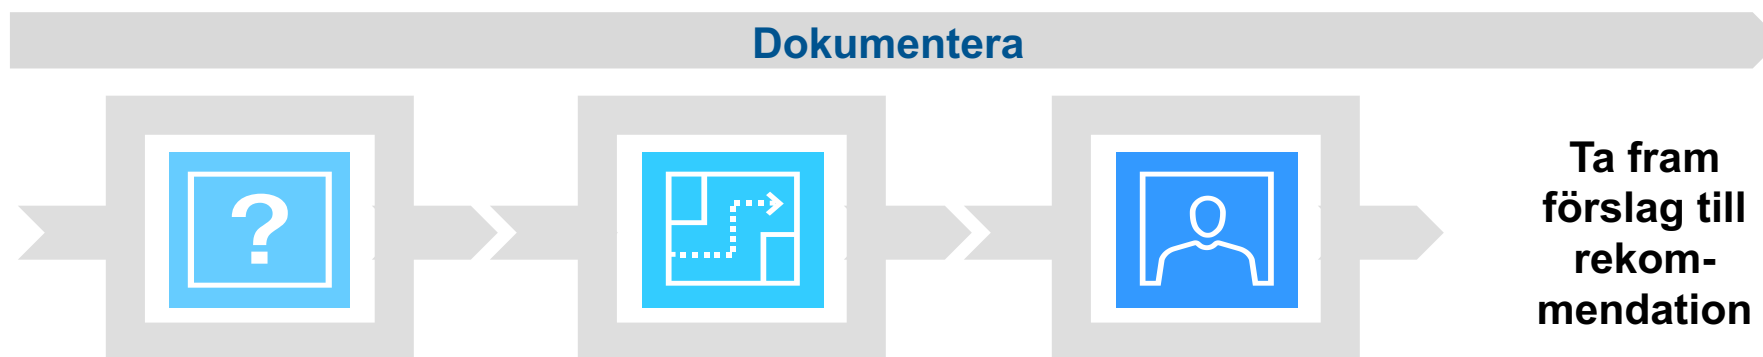 Dokumentera
?
Ta fram
förslag till
rekom-
mendation